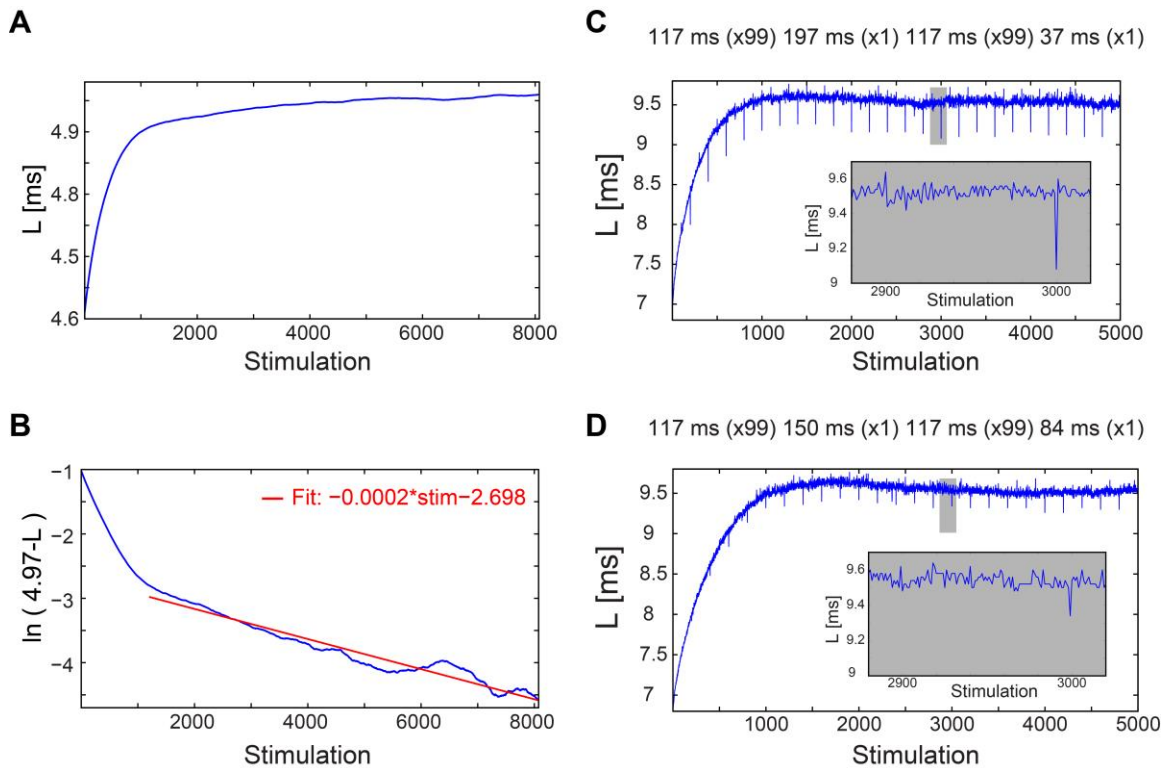 A
4.9
4.8
4.5
4.6
L [ms]
2000 4000 6000 8000
Stimulation
B
−1
−2
−3
−4
ln ( 4.97-L )
Fit: −0.0002*stim−2.698
2000 4000 6000 8000
Stimulation
C
117 ms (x99) 197 ms (x1) 117 ms (x99) 37 ms (x1)
9.5
9
8.5
8
7.5
7
L [ms]
9.6
9.4
9.2
9
L [ms]
2900 3000
Stimulation
1000 2000 3000 4000 5000
Stimulation
D
117 ms (x99) 150 ms (x1) 117 ms (x99) 84 ms (x1)
9.5
9
8.5
8
7.5
7
L [ms]
9.6
9.4
9.2
9
L [ms]
2900 3000
Stimulation
1000 2000 3000 4000 5000
Stimulation